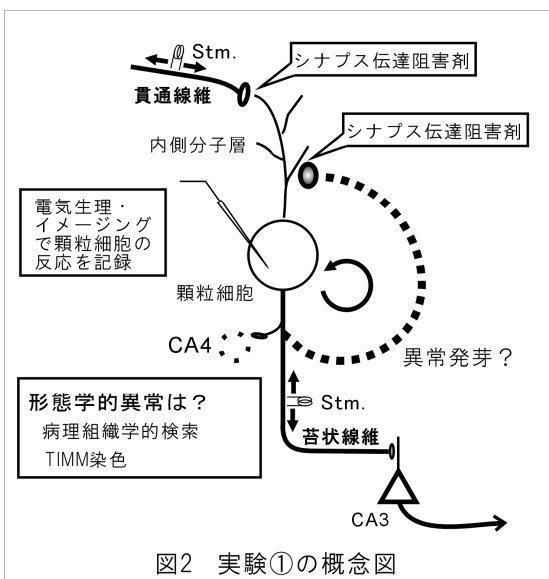 Stm.
シナプス伝達阻害剤
貫通線維
シナプス伝達阻害剤
内側分子層
電気生理・
イメージング
で顆粒細胞の
反応を記録
顆粒細胞
CA4
異常発芽？
形態学的異常は？
病理組織学的検索
TIMM染色
Stm.
苔状線維
CA3
図2　実験①の概念図